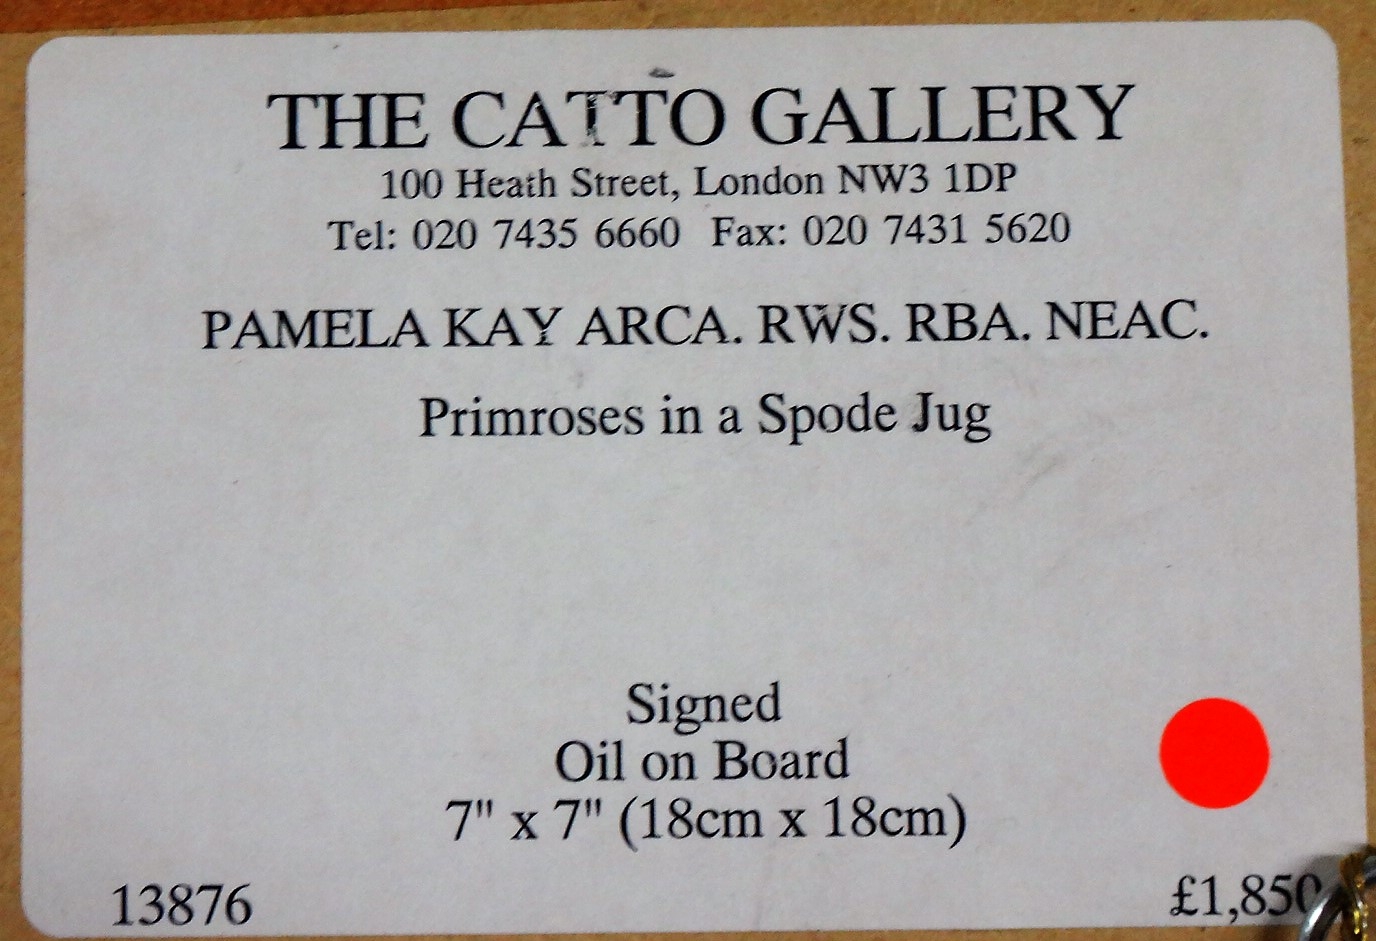 THE CATTO GALLERY
100 Heath Street, London NW3 1DP
Tel: 020 7435 6660 Fax: 020 7431 5620
PAMELA KAY ARCA. RWS. RBA. NEAC.
Primroses in a Spode Jug
Signed
Oil on Board
7" x 7" (18cm x 18cm)
13876 £1,850